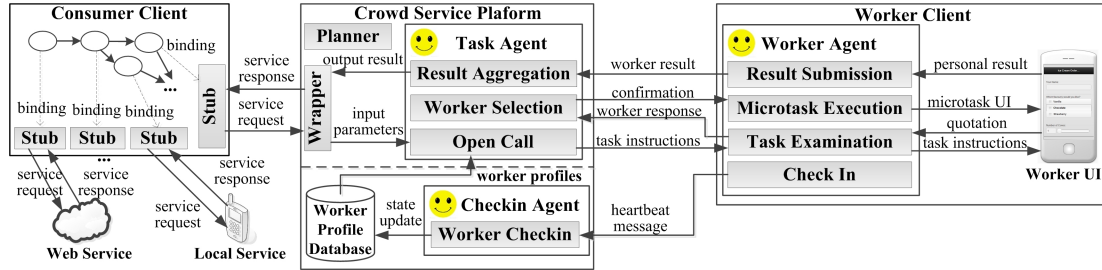 Consumer Client
binding
binding
binding
binding
Stub
Stub
Stub
Stub
...
...
service
response
service
request
service
request
service
response
service
request
service
response
Web Service
Local Service
Crowd Service Plaform
Planner
Wrapper
output result
input
parameters
Task Agent
Result Aggregation
Worker Selection
Open Call
worker profiles
Worker
Profile
Database
state
update
Checkin Agent
Worker Checkin
worker result
confirmation
worker response
task instructions
heartbeat
message
Worker Client
Worker Agent
Result Submission
Microtask Execution
Task Examination
Check In
personal result
microtask UI
quotation
task instructions
Worker UI